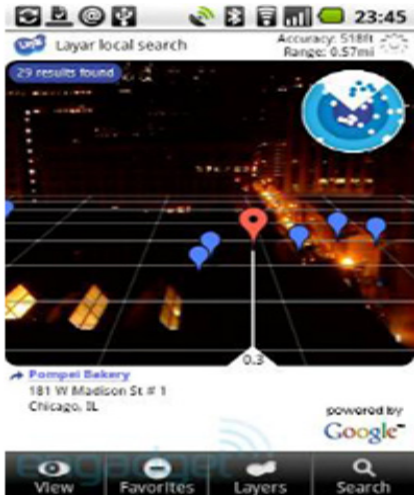 23:45
Layar local search
Accuracy: 518ft
Range: 0.57mi
29 results found
0.3
Pompei Bakery
181 W Madison St # 1
Chicago, IL
powered by
Google™
engadget
View
Favorites
Layers
Search